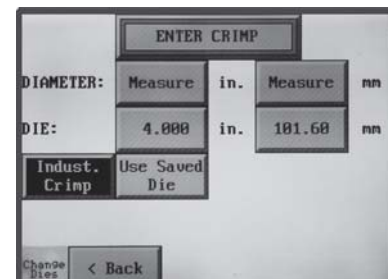 ENTER CRIMP
DIAMETER: Measure in. Measure mm
DIE: 4.000 in. 101.60 mm
Indust. Use Saved
Crimp Die
Change
Dies < Back